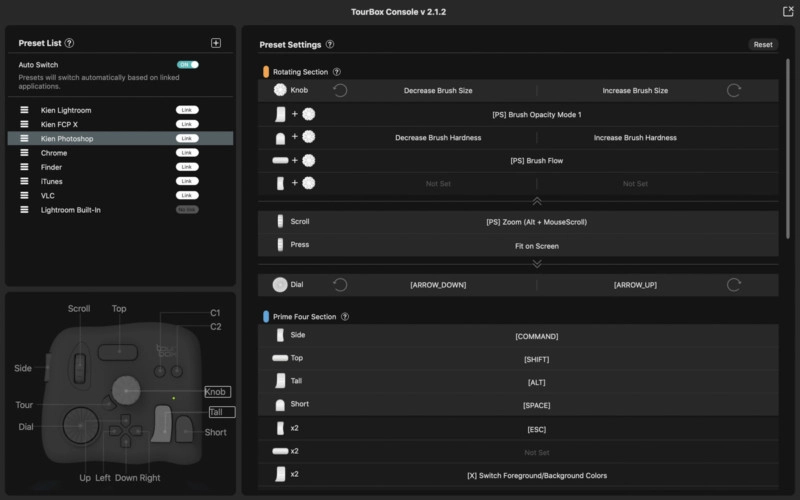 TourBox Console v 2.1.2
Preset List ?
Auto Switch ON
Presets will switch automatically based on linked
applications.
Kien Lightroom Link
Kien FCP X Link
Kien Photoshop Link
Chrome Link
Finder Link
iTunes Link
VLC Link
Lightroom Built-In
Scroll Top C1
C2
Side
Knob
Tour
Tall
Dial
Short
Up Left Down Right
Preset Settings ? Reset
Rotating Section ?
Knob Decrease Brush Size Increase Brush Size
+ [PS] Brush Opacity Mode 1
+ Decrease Brush Hardness Increase Brush Hardness
+ [PS] Brush Flow
+ Not Set Not Set
Scroll [PS] Zoom (Alt + MouseScroll)
Press Fit on Screen
Dial [ARROW_DOWN] [ARROW_UP]
Prime Four Section ?
Side [COMMAND]
Top [SHIFT]
Tall [ALT]
Short [SPACE]
x2 [ESC]
x2 Not Set
x2 [X] Switch Foreground/Background Colors